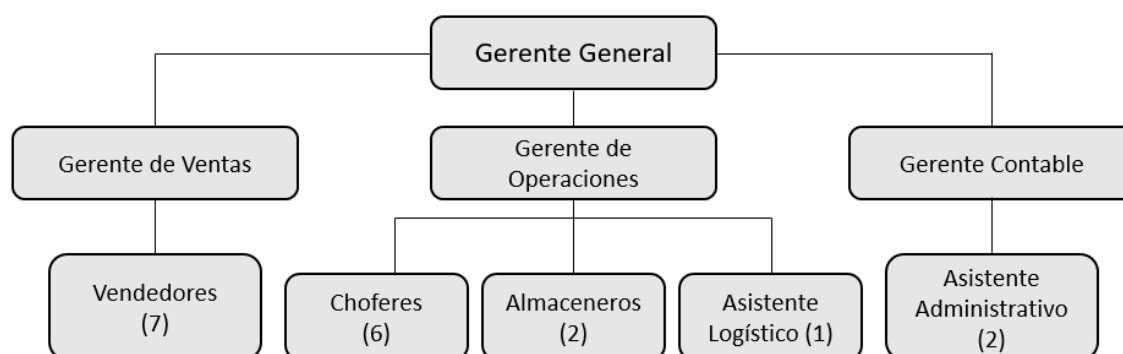 Gerente General
Gerente de Ventas
Gerente de
Operaciones
Gerente Contable
Vendedores
(7)
Choferes
(6)
Almaceneros
(2)
Asistente
Logístico (1)
Asistente
Administrativo
(2)